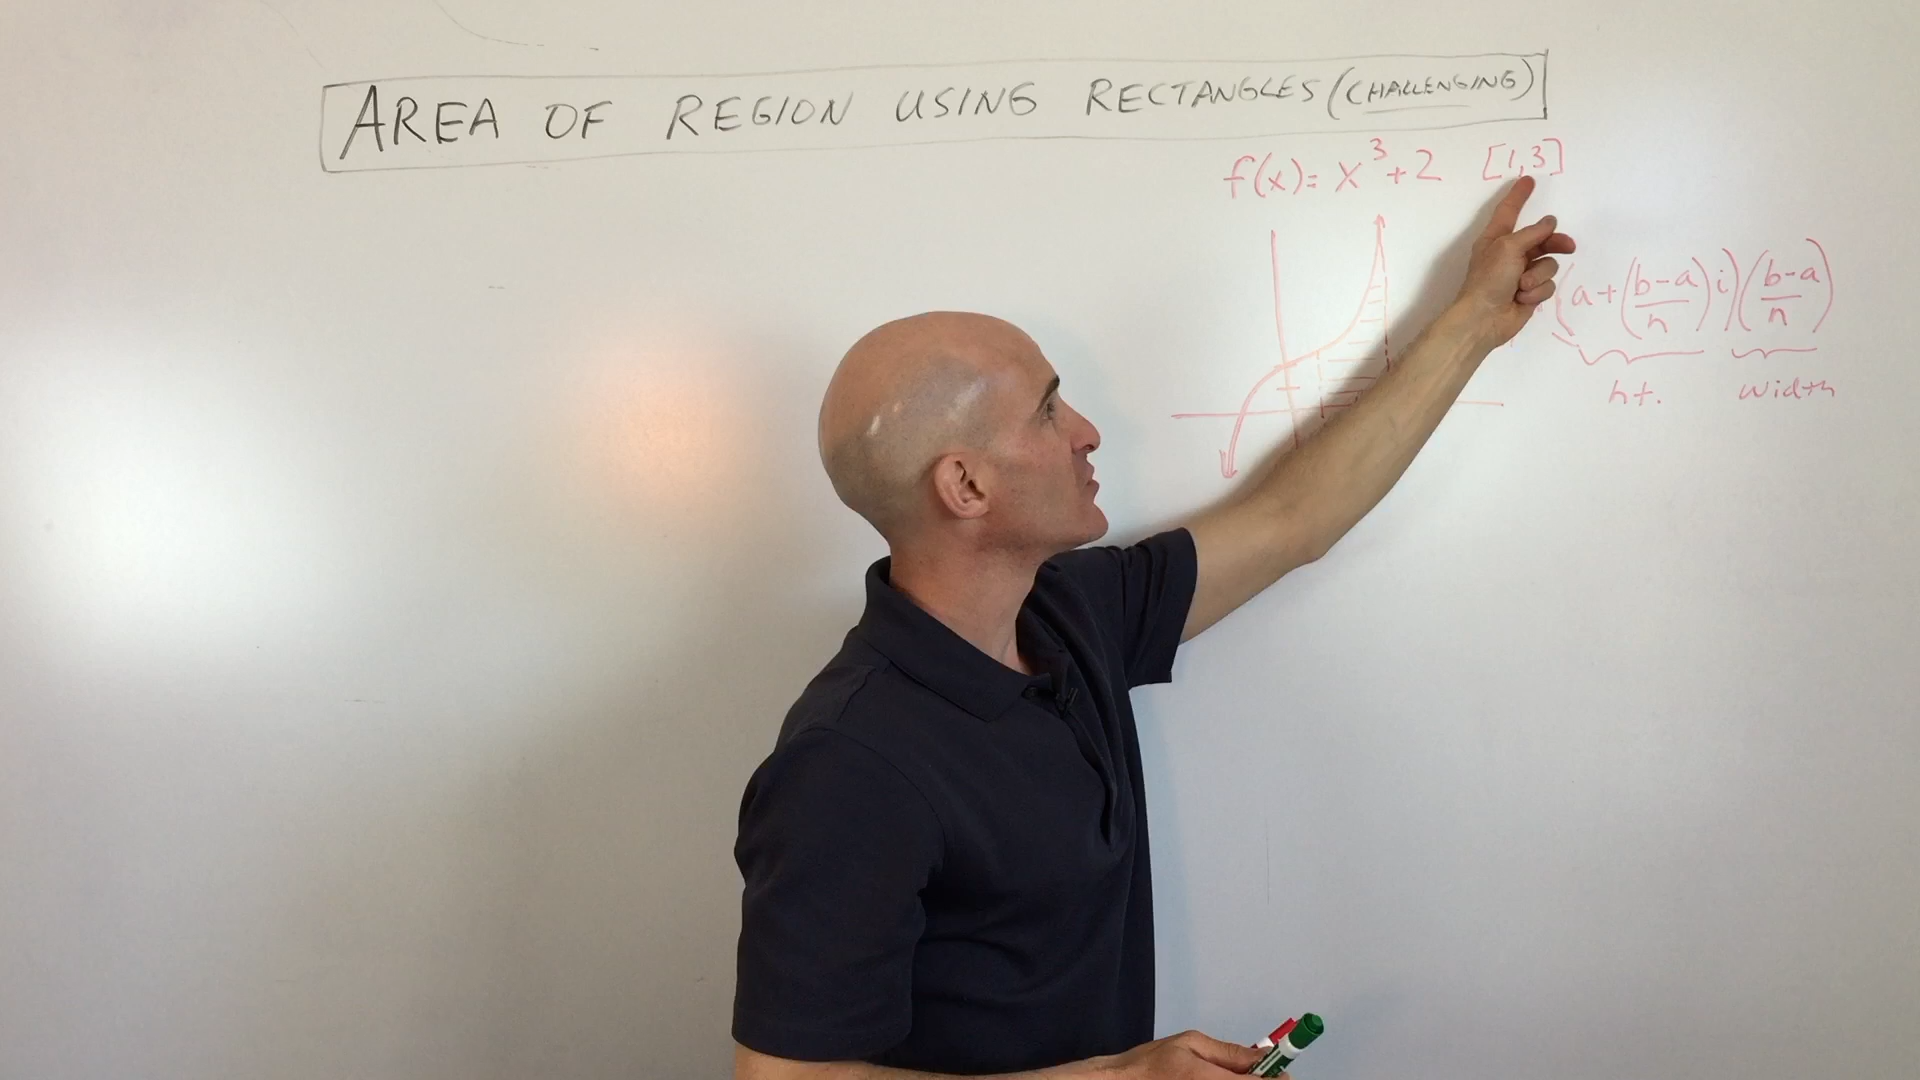 AREA OF REGION USING RECTANGLES (CHALLENGING)
f(x) = x³ + 2 [1,3]
(a + (b-a/n) i) (b-a/n)
ht. width